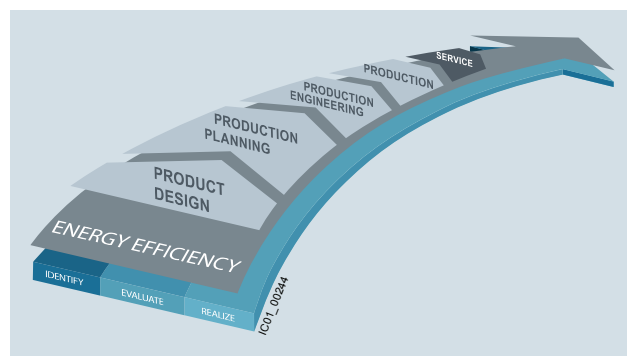 SERVICE
PRODUCTION
PRODUCTION
ENGINEERING
PRODUCTION
PLANNING
PRODUCT
DESIGN
ENERGY EFFICIENCY
IDENTIFY
EVALUATE
REALIZE
IC01_00244